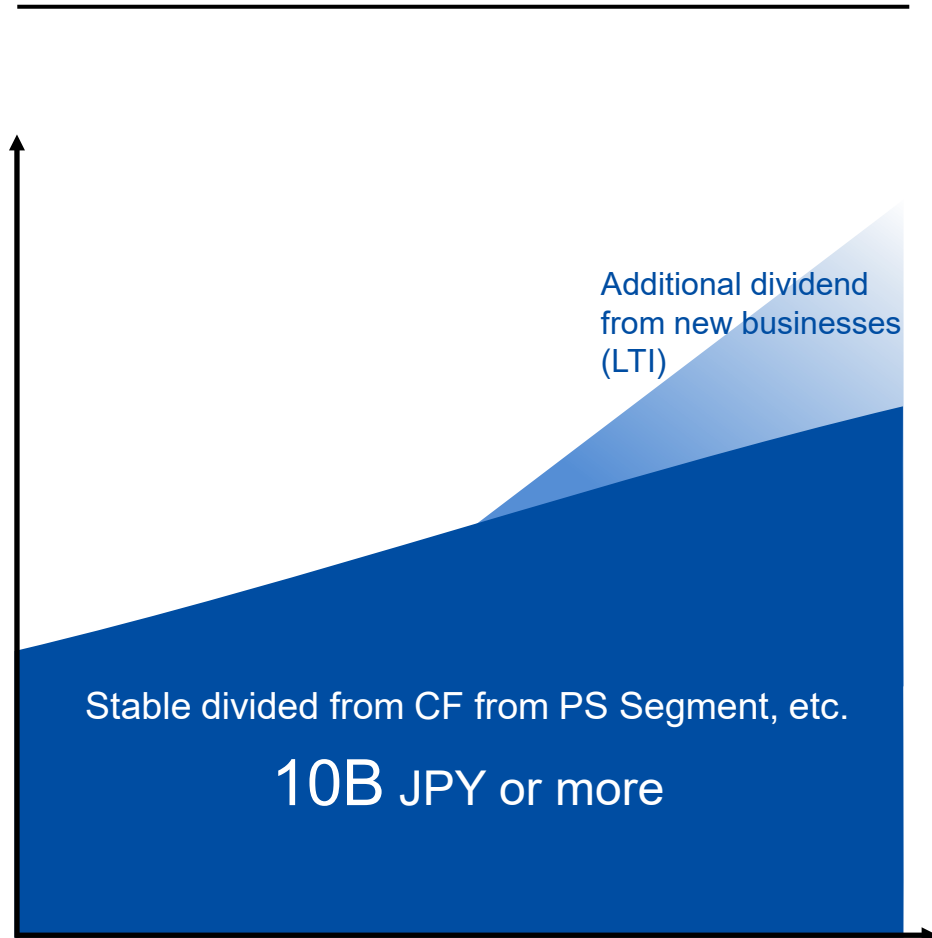 Additional dividend
from new businesses
(LTI)
Stable divided from CF from PS Segment, etc.
10B JPY or more